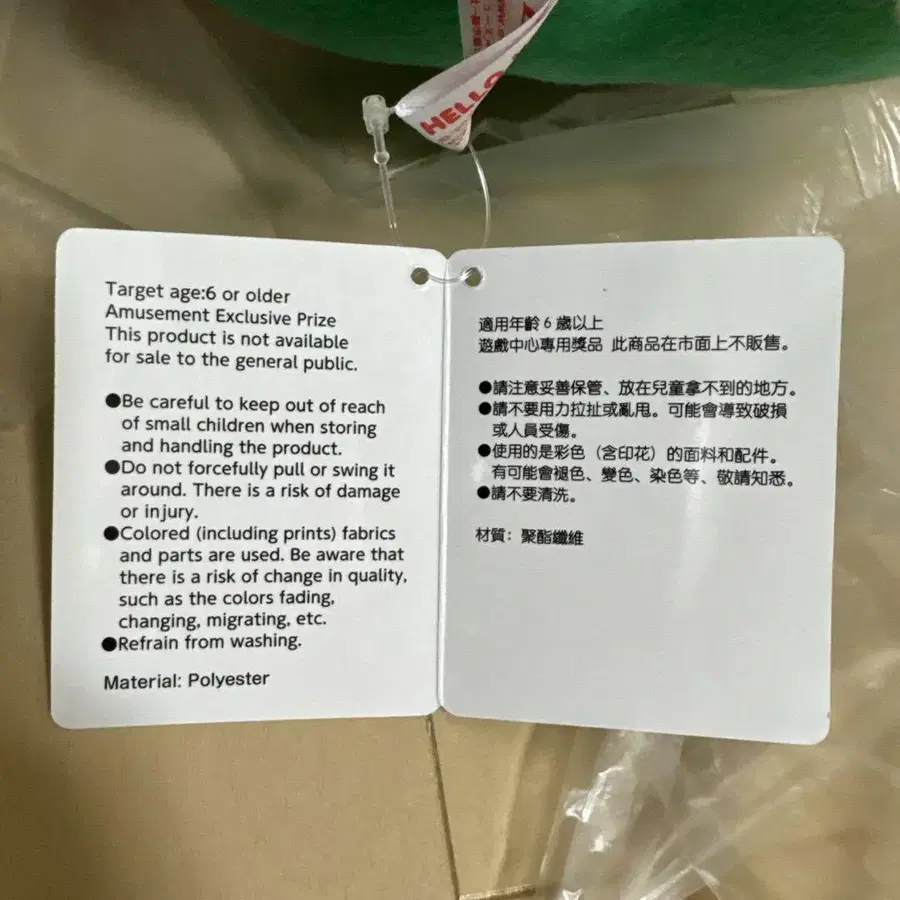 HELLO
Target age:6 or older
Amusement Exclusive Prize
This product is not available
for sale to the general public.
●Be careful to keep out of reach
of small children when storing
and handling the product.
●Do not forcefully pull or swing it
around. There is a risk of damage
or injury.
●Colored (including prints) fabrics
and parts are used. Be aware that
there is a risk of change in quality,
such as the colors fading,
changing, migrating, etc.
●Refrain from washing.
Material: Polyester
適用年齡6歲以上
遊戲中心專用獎品 此商品在市面上不販售。
●請注意妥善保管、放在兒童拿不到的地方。
●請不要用力拉扯或亂甩。可能會導致破損
或人員受傷。
●使用的是彩色（含印花）的面料和配件。
有可能會褪色、變色、染色等、敬請知悉。
●請不要清洗。
材質：聚酯纖維